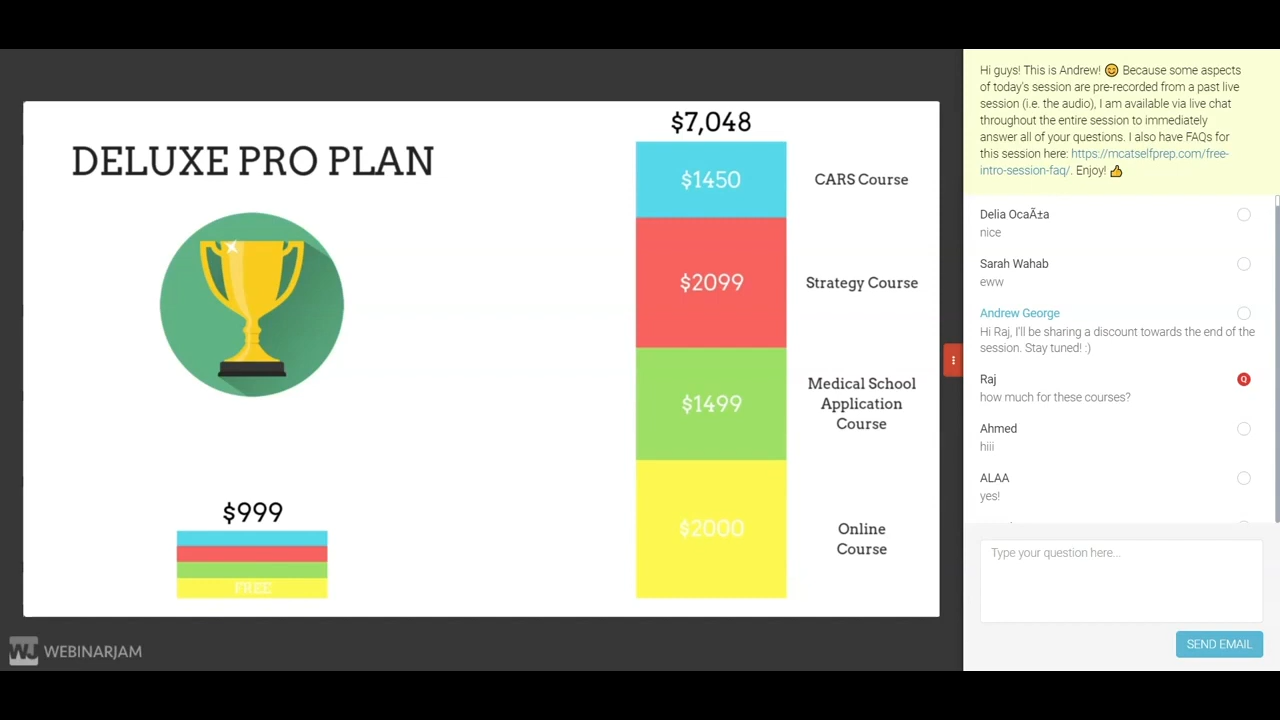 DELUXE PRO PLAN
$7,048
$1450
CARS Course
$2099
Strategy Course
$1499
Medical School
Application
Course
$2000
Online
Course
$999
FREE
WJ WEBINARJAM
Hi guys! This is Andrew! 😊 Because some aspects
of today's session are pre-recorded from a past live
session (i.e. the audio), I am available via live chat
throughout the entire session to immediately
answer all of your questions. I also have FAQs for
this session here: https://mcatselfprep.com/free-
intro-session-faq/. Enjoy! 👍
Delia OcaÃ±a
nice
Sarah Wahab
eww
Andrew George
Hi Raj, I'll be sharing a discount towards the end of the
session. Stay tuned! :)
Raj
Q
how much for these courses?
Ahmed
hiii
ALAA
yes!
Type your question here...
SEND EMAIL